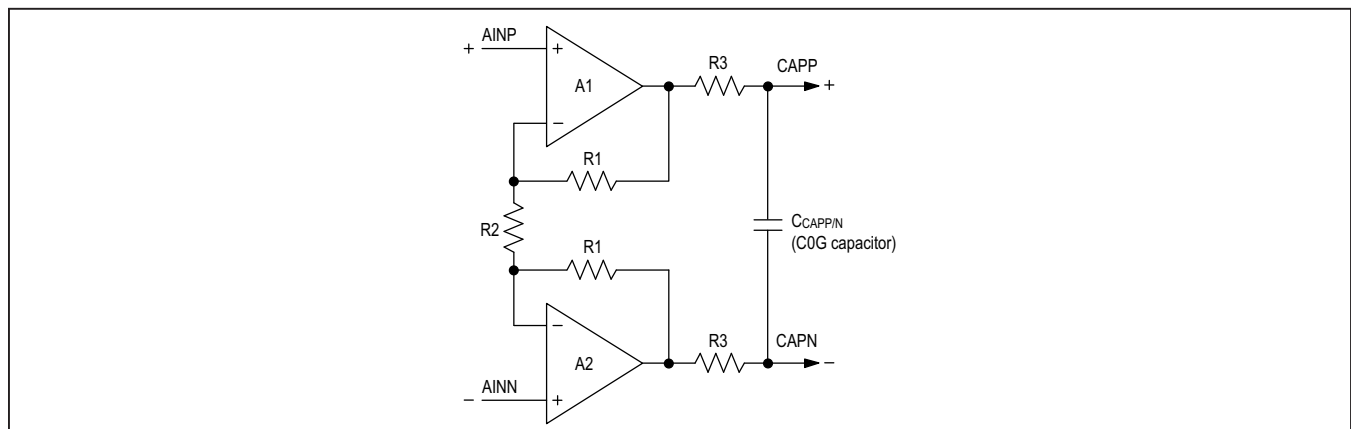 + AINP
+
A1
−
R3
CAPP
+
R1
R2
CCAPP/N
(C0G capacitor)
R1
−
A2
R3
CAPN
−
− AINN
+